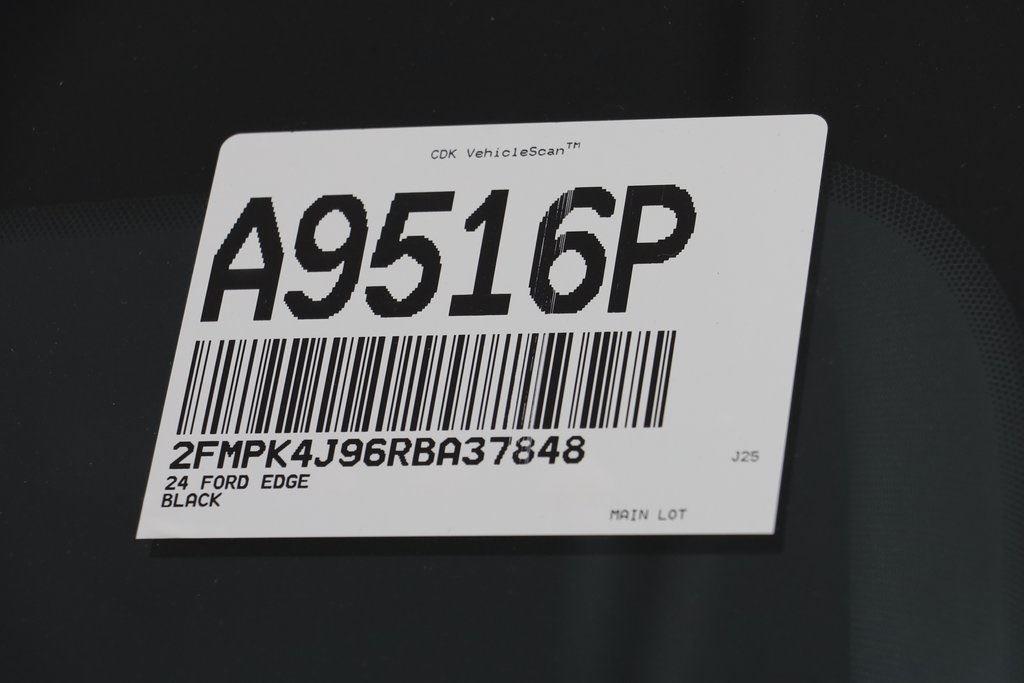 CDK VehicleScan™
A9516P
2FMPK4J96RBA37848
24 FORD EDGE
BLACK
J25
MAIN LOT